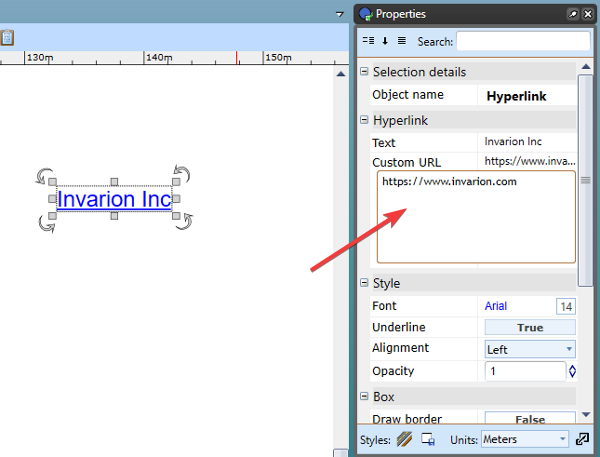 Properties
Search:
130m 140m 150m
Selection details
Object name Hyperlink
Hyperlink
Text Invarion Inc
Custom URL https://www.inva...
https://www.invarion.com
Invarion Inc
Style
Font Arial 14
Underline True
Alignment Left
Opacity 1
Box
Draw border False
Styles: Units: Meters